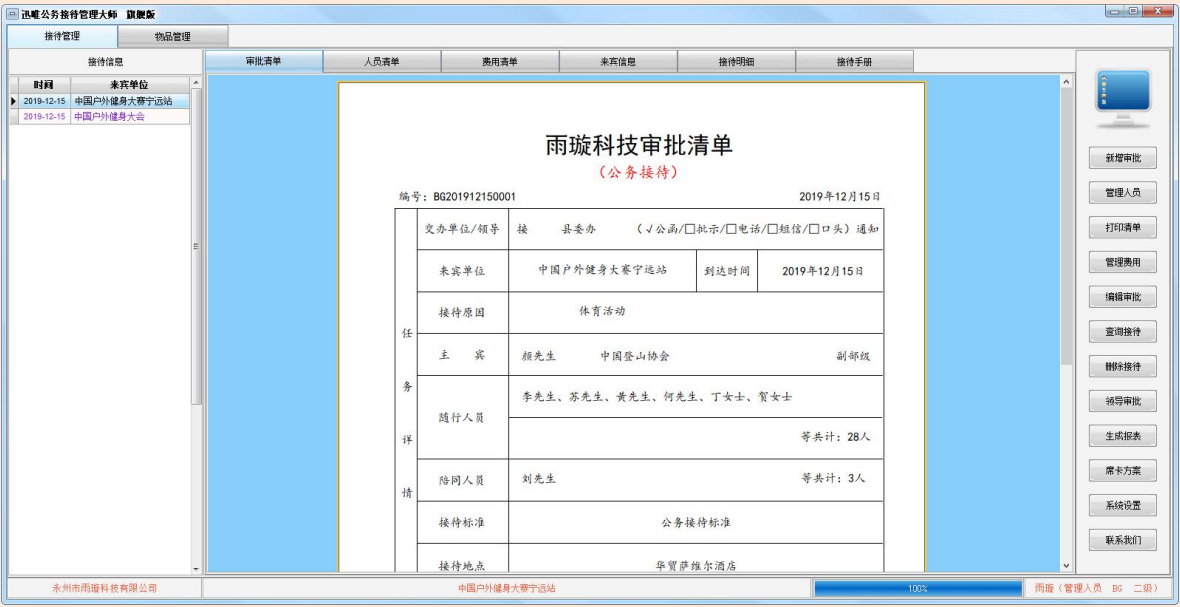 迅唯公务接待管理大师 旗舰版
接待管理 物品管理
接待信息
审批清单 人员清单 费用清单 来宾信息 接待明细 接待手册
时间 来宾单位
2019-12-15 中国户外健身大赛宁远站
2019-12-15 中国户外健身大会
雨璇科技审批清单
(公务接待)
编号: BG201912150001 2019年12月15日
任务详情
交办单位/领导 接 县委办 (√公函/□批示/□电话/□短信/□口头)通知
来宾单位 中国户外健身大赛宁远站 到达时间 2019年12月15日
接待原因 体育活动
主 宾 颜先生 中国登山协会 副部级
随行人员 李先生、苏先生、黄先生、何先生、丁女士、贺女士
等共计: 28人
陪同人员 刘先生 等共计: 3人
接待标准 公务接待标准
接待地点 华贸萨维尔酒店
新增审批
管理人员
打印清单
管理费用
编辑审批
查询接待
删除接待
领导审批
生成报表
席卡方案
系统设置
联系我们
永州市雨璇科技有限公司 中国户外健身大赛宁远站 100% 雨璇(管理人员 BG 二级)